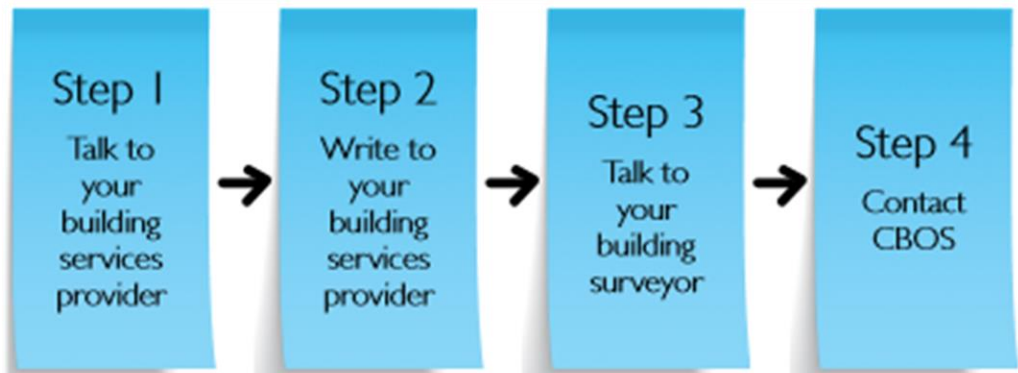 Step 1
Talk to
your
building
services
provider
Step 2
Write to
your
building
services
provider
Step 3
Talk to
your
building
surveyor
Step 4
Contact
CBOS